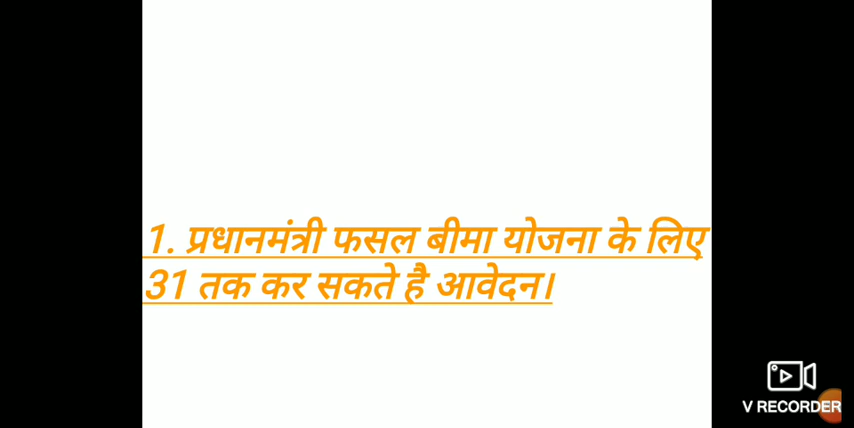 1. प्रधानमंत्री फसल बीमा योजना के लिए
31 तक कर सकते है आवेदन।
V RECORDER